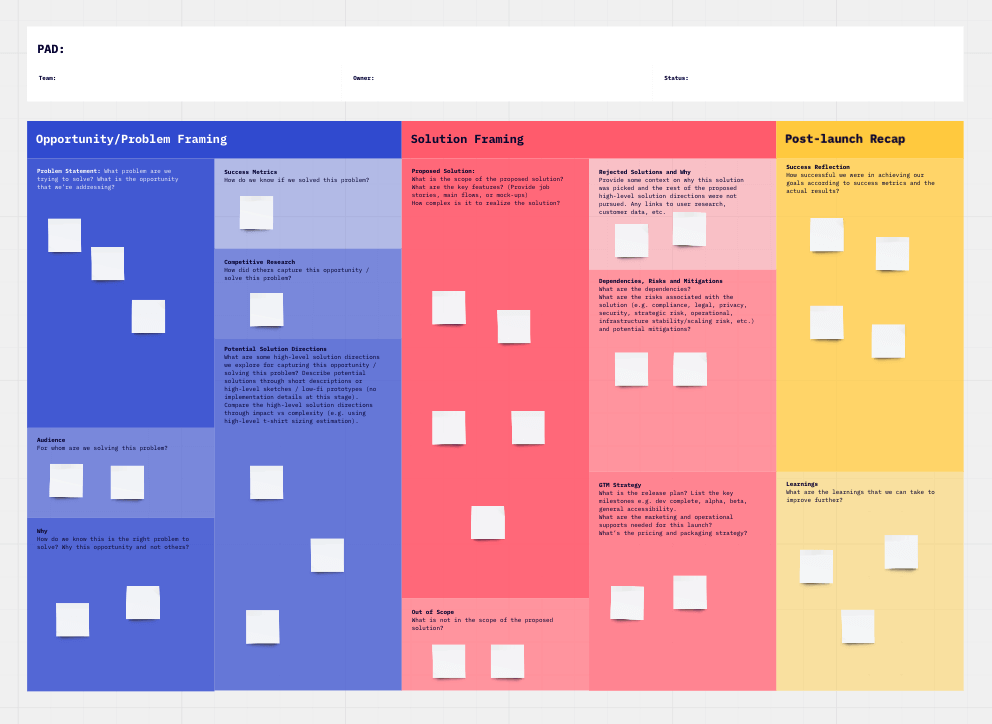 PAD:
Team:
Owner:
Status:
Opportunity/Problem Framing
Problem Statement: What problem are we
trying to solve? What is the opportunity
that we're addressing?
Audience
For whom are we solving this problem?
Why
How do we know this is the right problem to
solve? Why this opportunity and not others?
Success Metrics
How do we know if we solved this problem?
Competitive Research
How did others capture this opportunity /
solve this problem?
Potential Solution Directions
What are some high-level solution directions
we explore for capturing this opportunity /
solving this problem? Describe potential
solutions through short descriptions or
high-level sketches / low-fi prototypes (no
implementation details at this stage).
Compare the high-level solution directions
through impact vs complexity (e.g. using
high-level t-shirt sizing estimation).
Solution Framing
Proposed Solution:
What is the scope of the proposed solution?
What are the key features? (Provide job
stories, main flows, or mock-ups)
How complex is it to realize the solution?
Out of Scope
What is not in the scope of the proposed
solution?
Rejected Solutions and Why
Provide some context on why this solution
was picked and the rest of the proposed
high-level solution directions were not
pursued. Any links to user research,
customer data, etc.
Dependencies, Risks and Mitigations
What are the dependencies?
What are the risks associated with the
solution (e.g. compliance, legal, privacy,
security, strategic risk, operational,
infrastructure stability/scaling risk, etc.)
and potential mitigations?
GTM Strategy
What is the release plan? List the key
milestones e.g. dev complete, alpha, beta,
general accessibility.
What are the marketing and operational
supports needed for this launch?
What's the pricing and packaging strategy?
Post-launch Recap
Success Reflection
How successful we were in achieving our
goals according to success metrics and the
actual results?
Learnings
What are the learnings that we can take to
improve further?